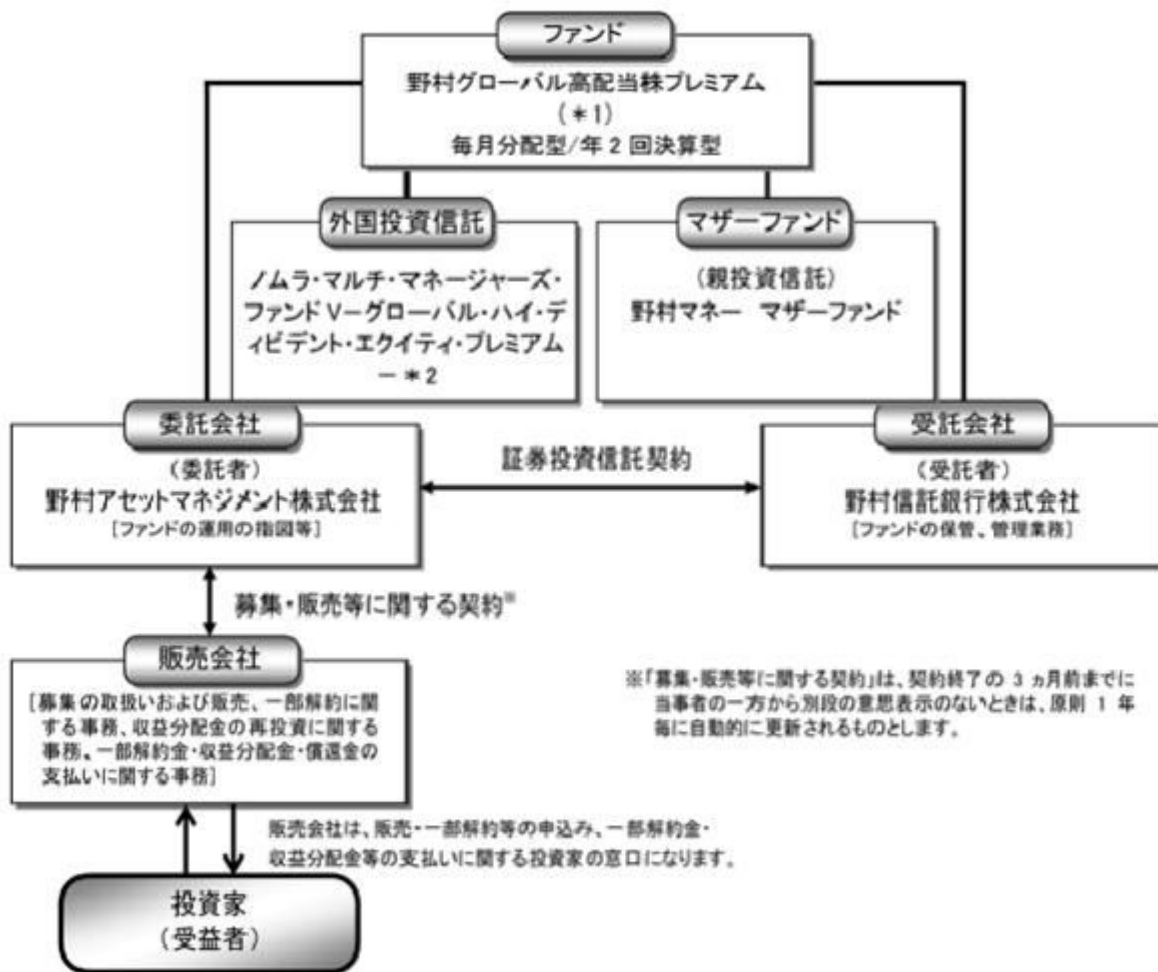 ファンド
野村グローバル高配当株プレミアム
(*1)
毎月分配型/年2回決算型
外国投資信託
ノムラ・マルチ・マネージャーズ・
ファンドV-グローバル・ハイ・デ
ィビデント・エクイティ・プレミアム
-*2
マザーファンド
(親投資信託)
野村マネー マザーファンド
委託会社
(委託者)
野村アセットマネジメント株式会社
[ファンドの運用の指図等]
証券投資信託契約
受託会社
(受託者)
野村信託銀行株式会社
[ファンドの保管、管理業務]
募集・販売等に関する契約※
販売会社
[募集の取扱いおよび販売、一部解約に関
する事務、収益分配金の再投資に関する
事務、一部解約金・収益分配金・償還金の
支払いに関する事務]
※「募集・販売等に関する契約」は、契約終了の3ヵ月前までに
当事者の一方から別段の意思表示のないときは、原則1年
毎に自動的に更新されるものとします。
販売会社は、販売・一部解約等の申込み、一部解約金・
収益分配金等の支払いに関する投資家の窓口になります。
投資家
(受益者)